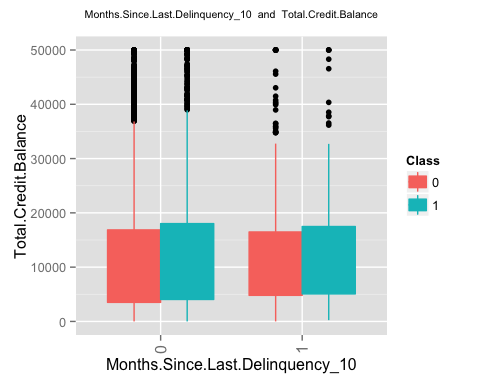 Months.Since.Last.Delinquency_10 and Total.Credit.Balance
50000
40000
30000
20000
10000
0
Total.Credit.Balance
0
1
Months.Since.Last.Delinquency_10
Class
0
1